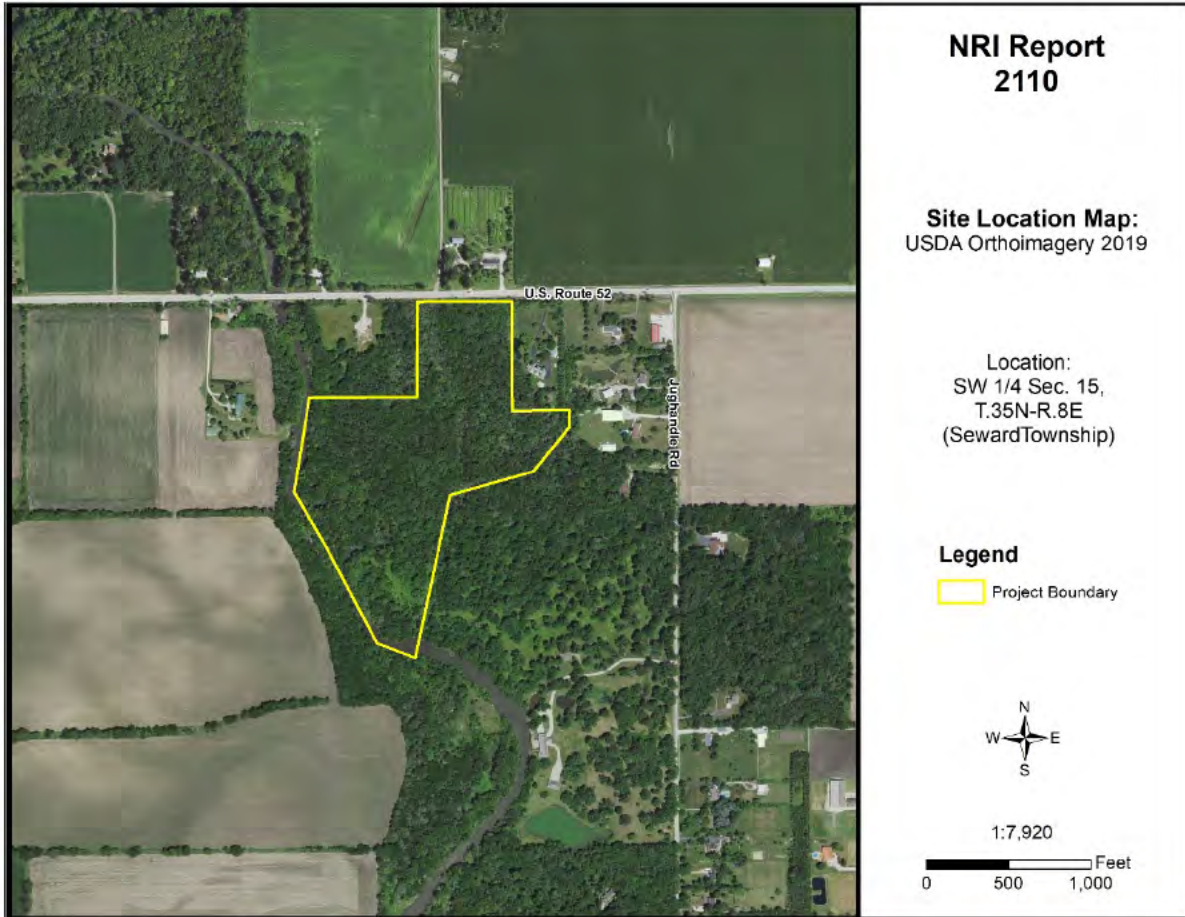 NRI Report
2110
Site Location Map:
USDA Orthoimagery 2019
Location:
SW 1/4 Sec. 15,
T.35N-R.8E
(SewardTownship)
Legend
Project Boundary
N
W E
S
1:7,920
Feet
0 500 1,000
U.S. Route 52
Jughandle Rd